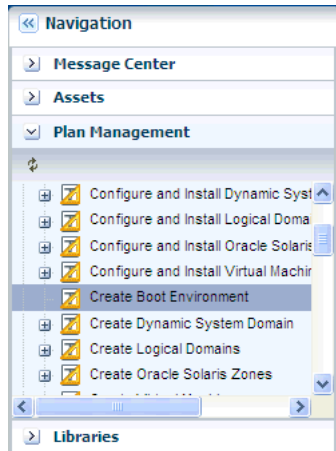 Navigation
Message Center
Assets
Plan Management
Configure and Install Dynamic Syst
Configure and Install Logical Doma
Configure and Install Oracle Solaris
Configure and Install Virtual Machin
Create Boot Environment
Create Dynamic System Domain
Create Logical Domains
Create Oracle Solaris Zones
Libraries